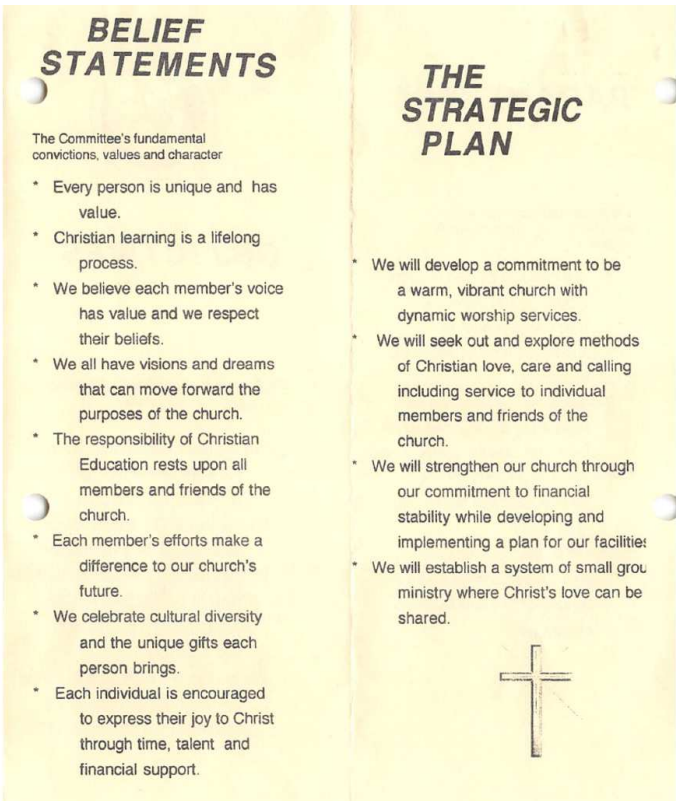 BELIEF
STATEMENTS
The Committee's fundamental
convictions, values and character
* Every person is unique and has
value.
* Christian learning is a lifelong
process.
* We believe each member's voice
has value and we respect
their beliefs.
* We all have visions and dreams
that can move forward the
purposes of the church.
* The responsibility of Christian
Education rests upon all
members and friends of the
church.
* Each member's efforts make a
difference to our church's
future.
* We celebrate cultural diversity
and the unique gifts each
person brings.
* Each individual is encouraged
to express their joy to Christ
through time, talent and
financial support.
THE
STRATEGIC
PLAN
* We will develop a commitment to be
a warm, vibrant church with
dynamic worship services.
* We will seek out and explore methods
of Christian love, care and calling
including service to individual
members and friends of the
church.
* We will strengthen our church through
our commitment to financial
stability while developing and
implementing a plan for our facilities
* We will establish a system of small grou
ministry where Christ's love can be
shared.